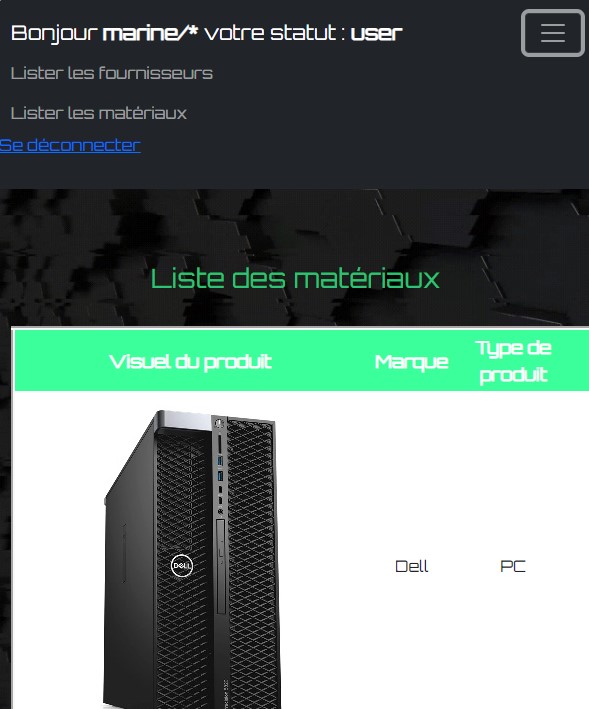 Bonjour marine/* votre statut : user
Lister les fournisseurs
Lister les matériaux
Se déconnecter
Liste des matériaux
Visuel du produit
Marque
Type de
produit
DELL
Dell
PC